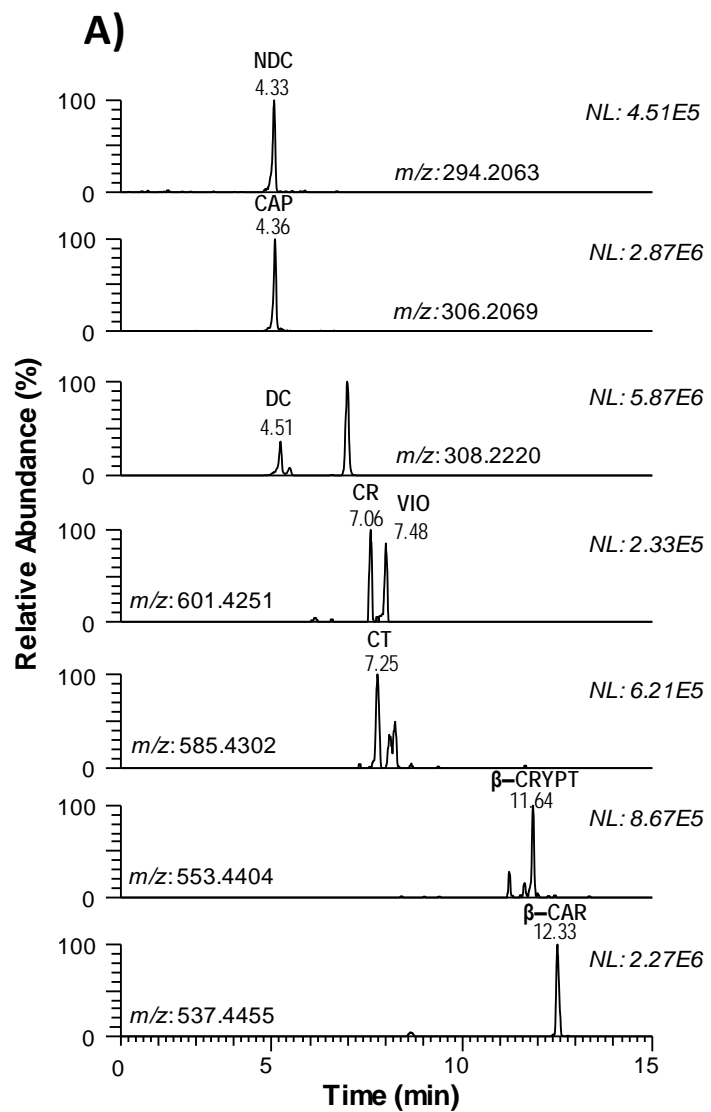 A)
NDC
4.33
100
NL: 4.51E5
m/z: 294.2063
0
CAP
4.36
100
NL: 2.87E6
m/z: 306.2069
0
100
NL: 5.87E6
DC
4.51
m/z: 308.2220
0
CR
VIO
7.06
7.48
100
NL: 2.33E5
m/z: 601.4251
0
CT
7.25
100
NL: 6.21E5
m/z: 585.4302
0
β–CRYPT
11.64
100
NL: 8.67E5
m/z: 553.4404
0
β–CAR
12.33
100
NL: 2.27E6
m/z: 537.4455
0
0 5 10 15
Time (min)
Relative Abundance (%)